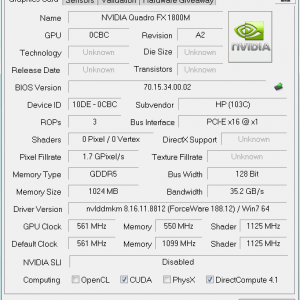 Graphics Card Sensors Validation Hardware Giveaway
Name NVIDIA Quadro FX 1800M
GPU 0CBC Revision A2
Technology Unknown Die Size Unknown
Release Date Unknown Transistors Unknown
BIOS Version 70.15.34.00.02
Device ID 10DE - 0CBC Subvendor HP (103C)
ROPs 3 Bus Interface PCI-E x16 @ x1
Shaders 0 Pixel / 0 Vertex DirectX Support Unknown
Pixel Fillrate 1.7 GPixel/s Texture Fillrate Unknown
Memory Type GDDR5 Bus Width 128 Bit
Memory Size 1024 MB Bandwidth 35.2 GB/s
Driver Version nvlddmkm 8.16.11.8812 (ForceWare 188.12) / Win7 64
GPU Clock 561 MHz Memory 550 MHz Shader 1125 MHz
Default Clock 561 MHz Memory 1099 MHz Shader 1125 MHz
NVIDIA SLI Disabled
Computing OpenCL CUDA PhysX DirectCompute 4.1
NVIDIA